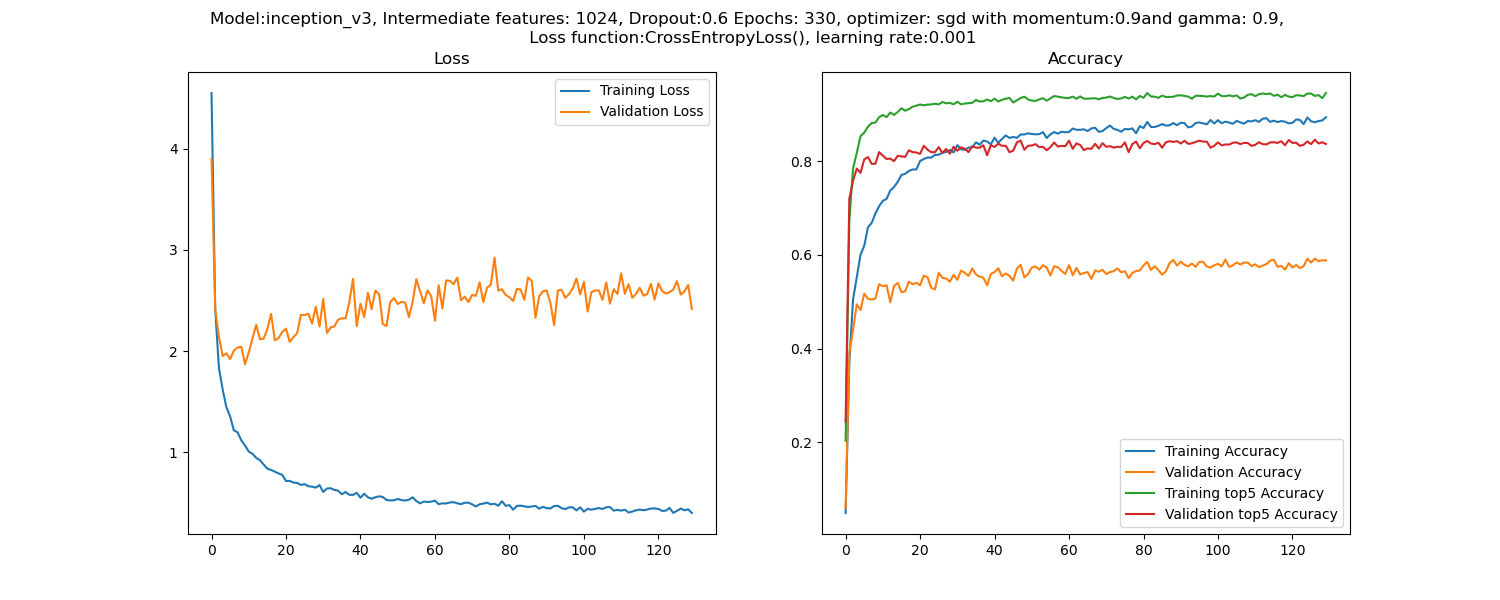 Model:inception_v3, Intermediate features: 1024, Dropout:0.6 Epochs: 330, optimizer: sgd with momentum:0.9and gamma: 0.9,
Loss function:CrossEntropyLoss(), learning rate:0.001
Loss
Training Loss
Validation Loss
4
3
2
1
0 20 40 60 80 100 120
Accuracy
0.8
0.6
0.4
0.2
Training Accuracy
Validation Accuracy
Training top5 Accuracy
Validation top5 Accuracy
0 20 40 60 80 100 120